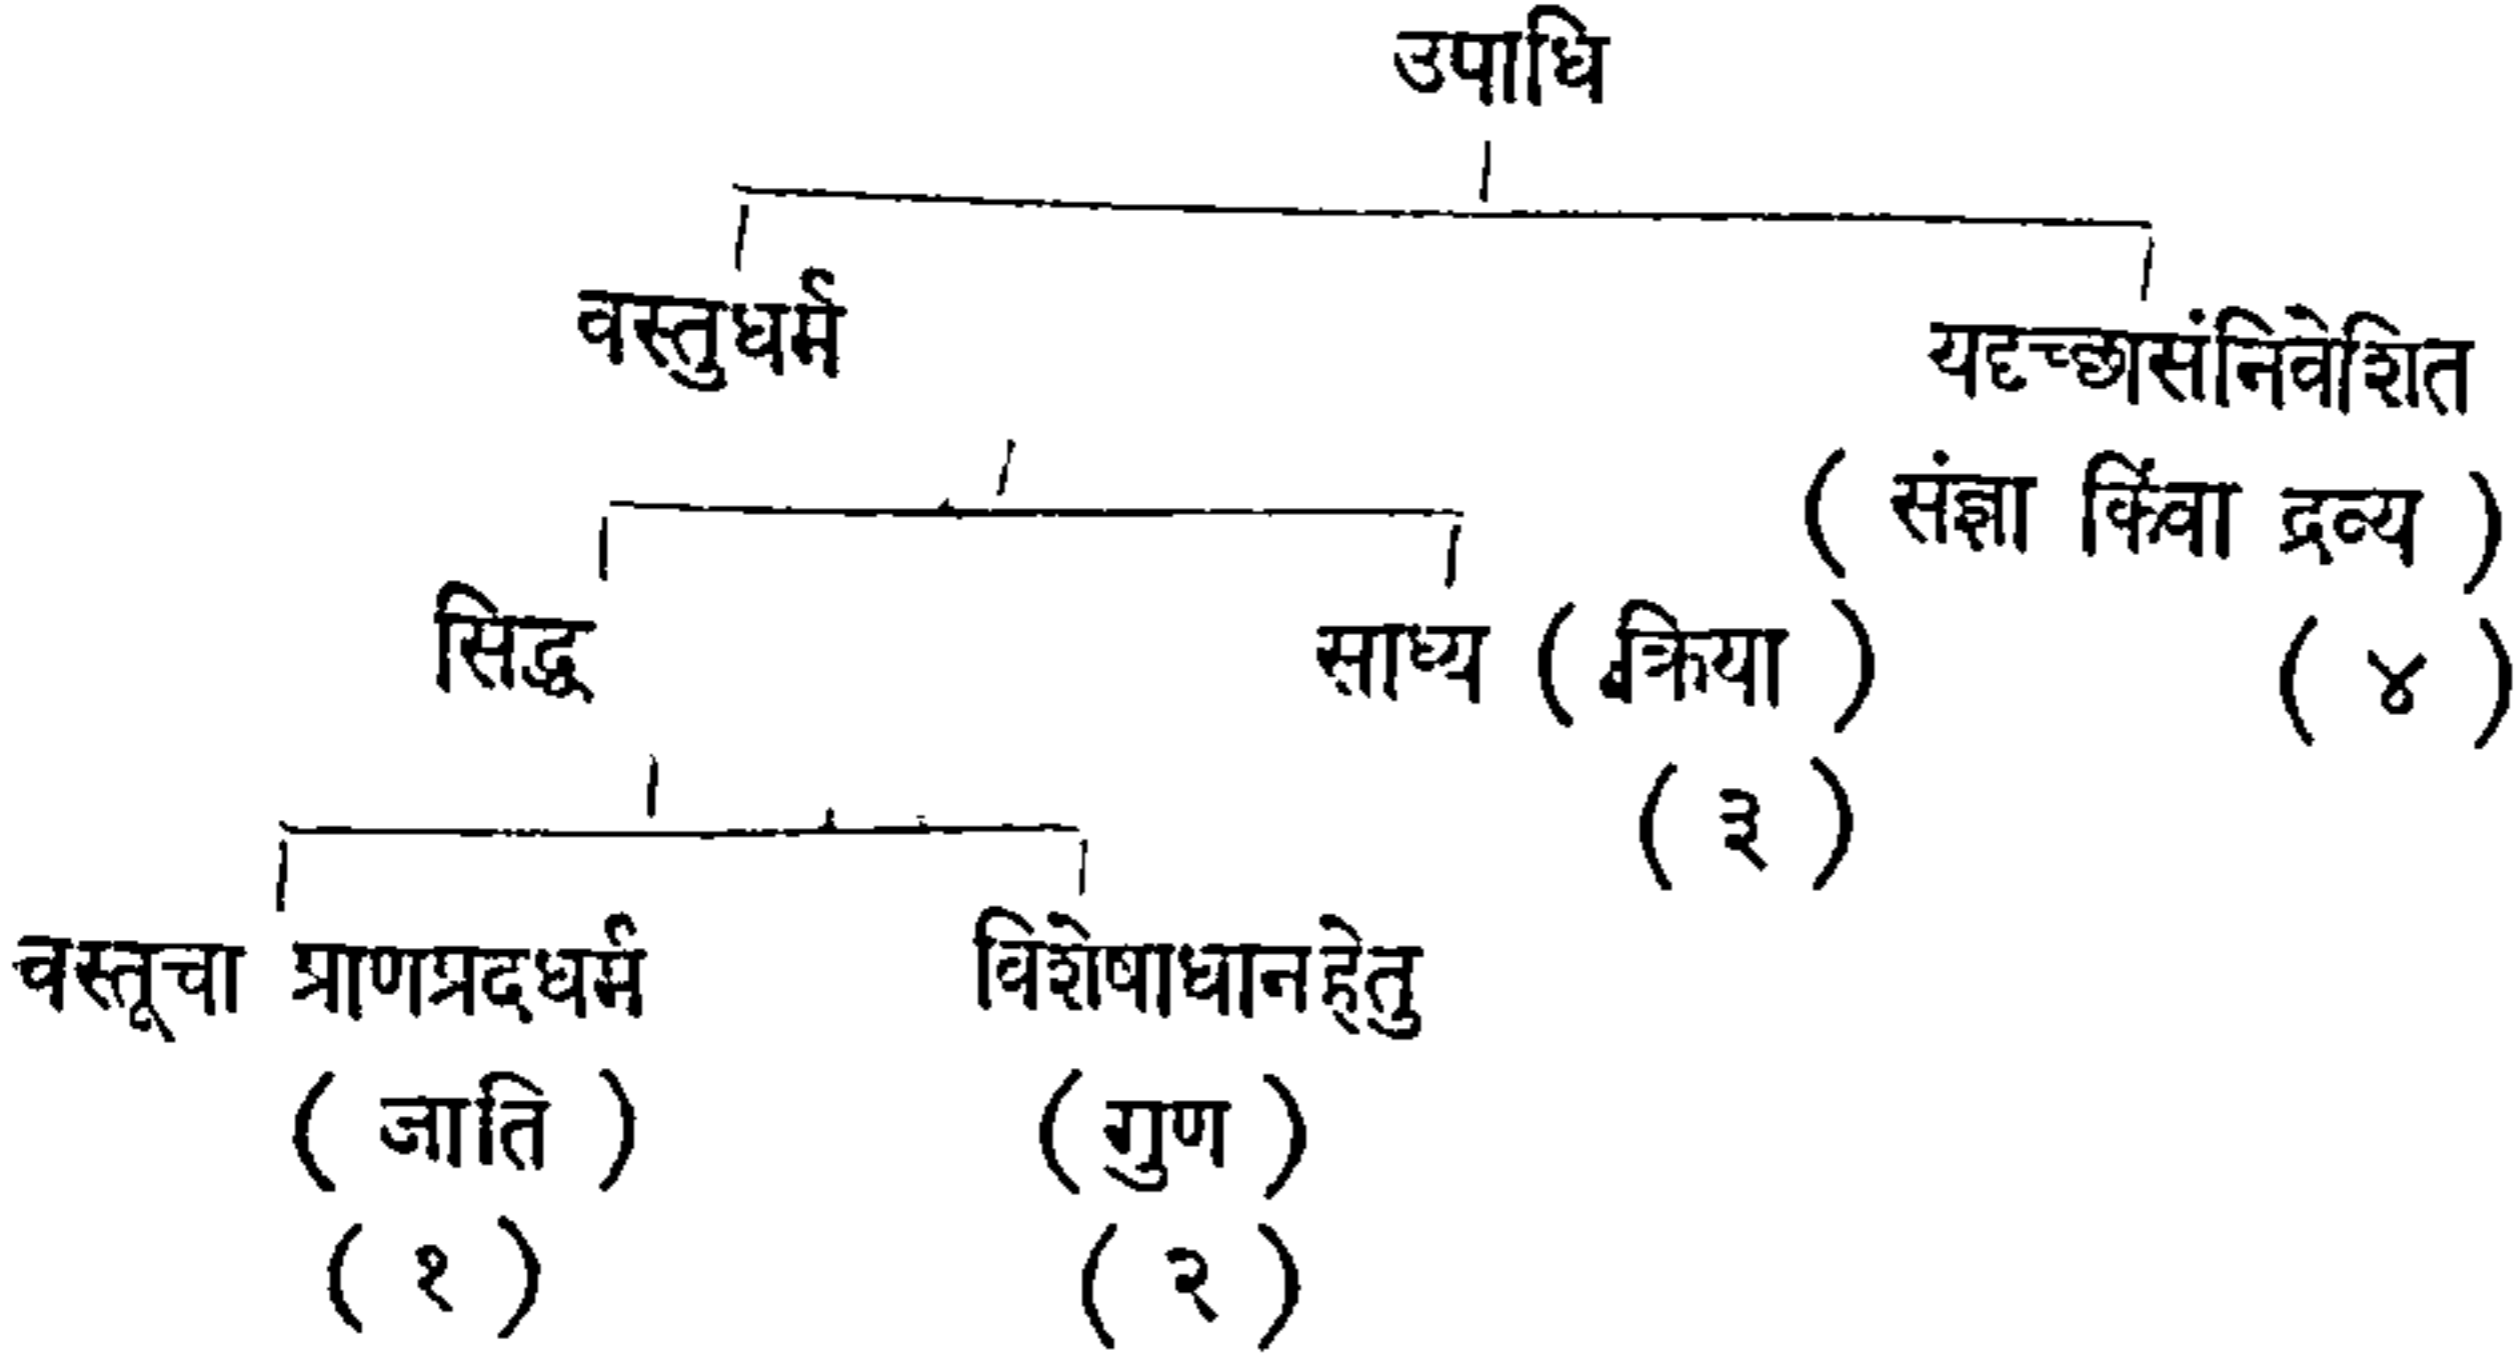 उपाधि
वस्तुधर्म यदृच्छासंनिवेशित
( संज्ञा किंवा द्रव्य )
सिद्ध साध्य ( क्रिया ) ( ४ )
( ३ )
वस्तूचा प्राणप्रदधर्म विशेषाधानहेतु
( जाति ) ( गुण )
( १ ) ( २ )